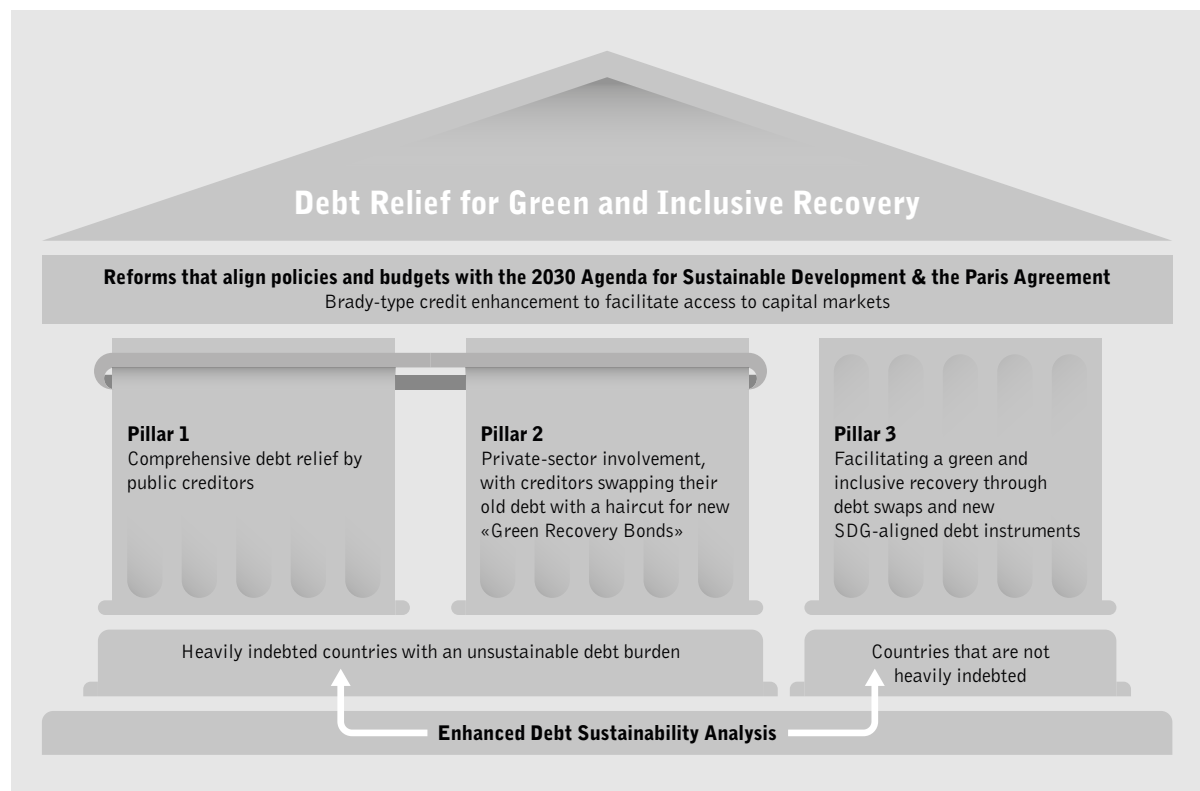 Debt Relief for Green and Inclusive Recovery
Reforms that align policies and budgets with the 2030 Agenda for Sustainable Development & the Paris Agreement
Brady-type credit enhancement to facilitate access to capital markets
Pillar 1
Comprehensive debt relief by
public creditors
Pillar 2
Private-sector involvement,
with creditors swapping their
old debt with a haircut for new
«Green Recovery Bonds»
Pillar 3
Facilitating a green and
inclusive recovery through
debt swaps and new
SDG-aligned debt instruments
Heavily indebted countries with an unsustainable debt burden
Countries that are not
heavily indebted
Enhanced Debt Sustainability Analysis